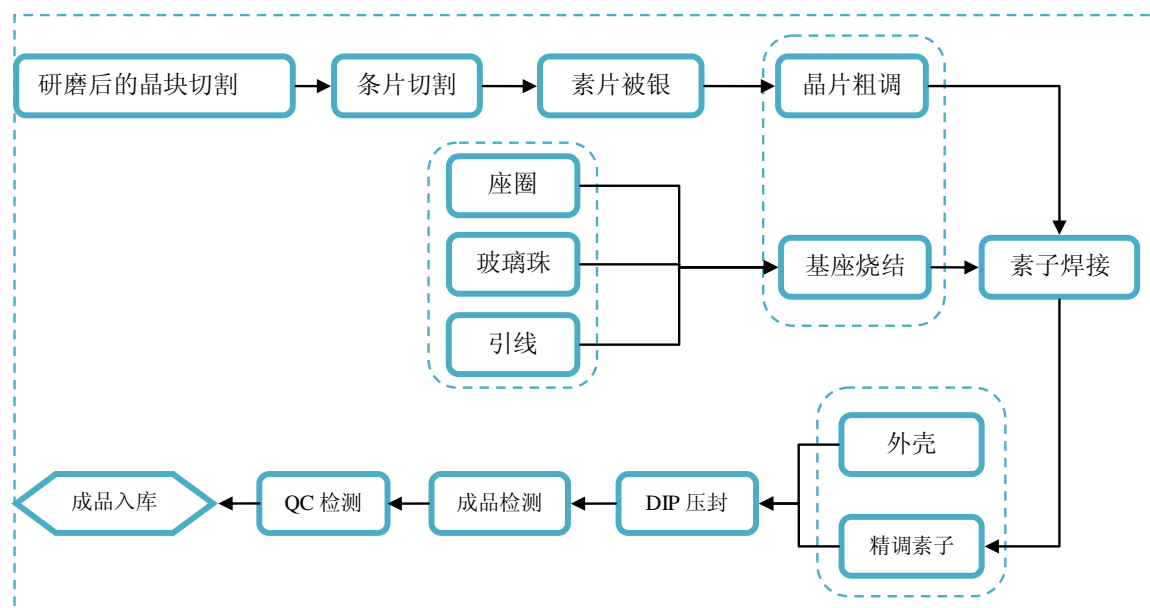 研磨后的晶块切割
条片切割
素片被银
晶片粗调
座圈
玻璃珠
基座烧结
素子焊接
引线
外壳
成品入库
QC 检测
成品检测
DIP 压封
精调素子